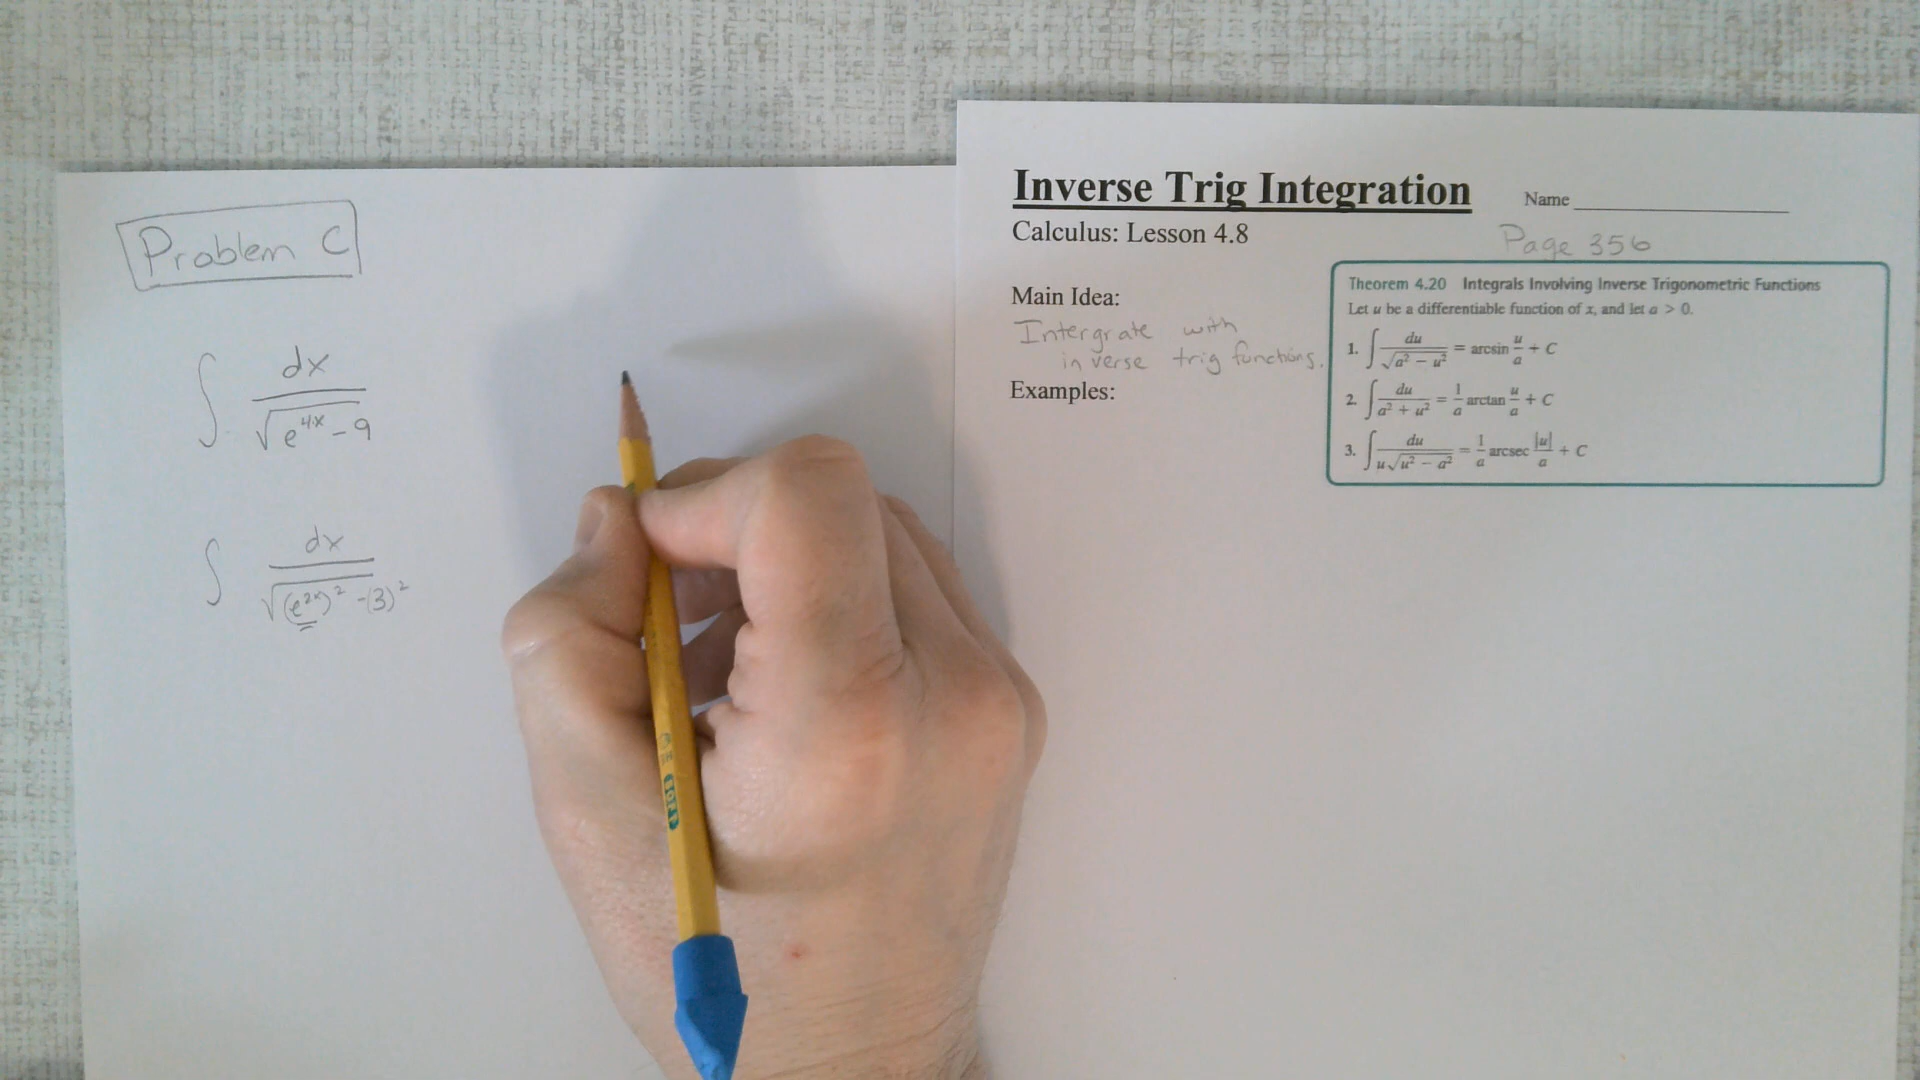 Problem C
∫ dx / √(e^4x - 9)
∫ dx / √((e^2x)² - (3)²
Inverse Trig Integration
Name
Calculus: Lesson 4.8
Page 356
Main Idea:
Intergrate with
inverse trig functions.
Examples:
Theorem 4.20 Integrals Involving Inverse Trigonometric Functions
Let u be a differentiable function of x, and let a > 0.
1. ∫ du / √(a² − u²) = arcsin u/a + C
2. ∫ du / (a² + u²) = 1/a arctan u/a + C
3. ∫ du / (u√(u² − a²)) = 1/a arcsec |u|/a + C